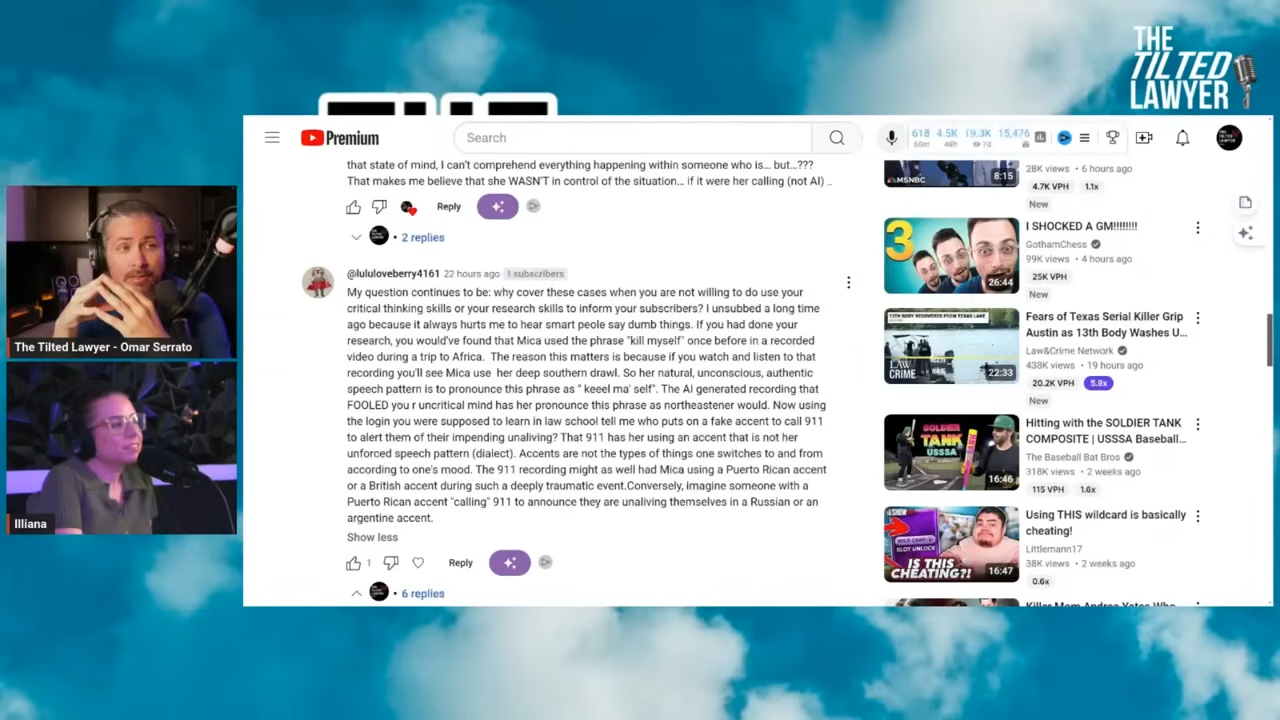 THE
TILTED
LAWYER
Premium
Search
618 4.5K 19.3K 15,476
60m 48h 7d
that state of mind, I can't comprehend everything happening within someone who is... but...???
That makes me believe that she WASN'T in control of the situation... if it were her calling (not AI) ..
Reply
2 replies
@lululoveberry4161 22 hours ago 1 subscribers
My question continues to be: why cover these cases when you are not willing to do use your
critical thinking skills or your research skills to inform your subscribers? I unsubbed a long time
ago because it always hurts me to hear smart peole say dumb things. If you had done your
research, you would've found that Mica used the phrase "kill myself" once before in a recorded
video during a trip to Africa. The reason this matters is because if you watch and listen to that
recording you'll see Mica use her deep southern drawl. So her natural, unconscious, authentic
speech pattern is to pronounce this phrase as " keeel ma' self". The AI generated recording that
FOOLED you r uncritical mind has her pronounce this phrase as northeastener would. Now using
the login you were supposed to learn in law school tell me who puts on a fake accent to call 911
to alert them of their impending unaliving? That 911 has her using an accent that is not her
unforced speech pattern (dialect). Accents are not the types of things one switches to and from
according to one's mood. The 911 recording might as well had Mica using a Puerto Rican accent
or a British accent during such a deeply traumatic event.Conversely, imagine someone with a
Puerto Rican accent "calling" 911 to announce they are unaliving themselves in a Russian or an
argentine accent.
Show less
1
Reply
6 replies
The Tilted Lawyer - Omar Serrato
Illiana
MSNBC
8:15
28K views • 6 hours ago
4.7K VPH 1.1x
New
3
26:44
I SHOCKED A GM!!!!!!!!
GothamChess
99K views • 4 hours ago
25K VPH
New
13TH BODY RECOVERED FROM TEXAS LAKE
LAW
CRIME
22:33
Fears of Texas Serial Killer Grip
Austin as 13th Body Washes U...
Law&Crime Network
438K views • 19 hours ago
20.2K VPH 5.9x
New
SOLDIER
TANK
USSSA
16:46
Hitting with the SOLDIER TANK
COMPOSITE | USSSA Baseball...
The Baseball Bat Bros
318K views • 2 weeks ago
115 VPH 1.6x
WILD CARD
SLOT UNLOCK
IS THIS
CHEATING?!
16:47
Using THIS wildcard is basically
cheating!
Littlemann17
38K views • 2 weeks ago
0.6x